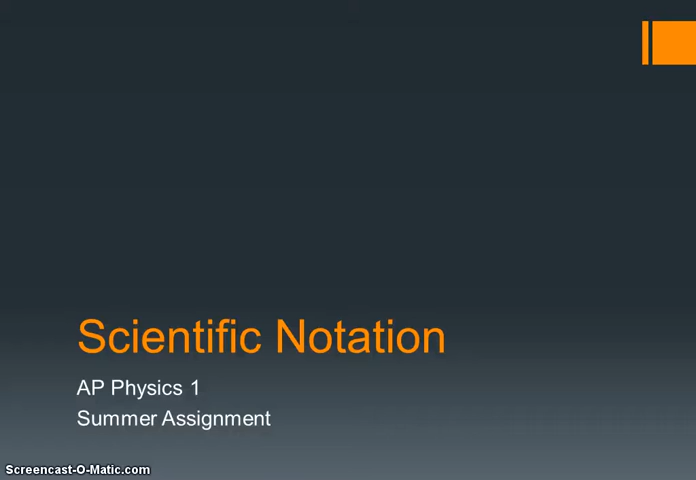 Scientific Notation
AP Physics 1
Summer Assignment
Screencast-O-Matic.com